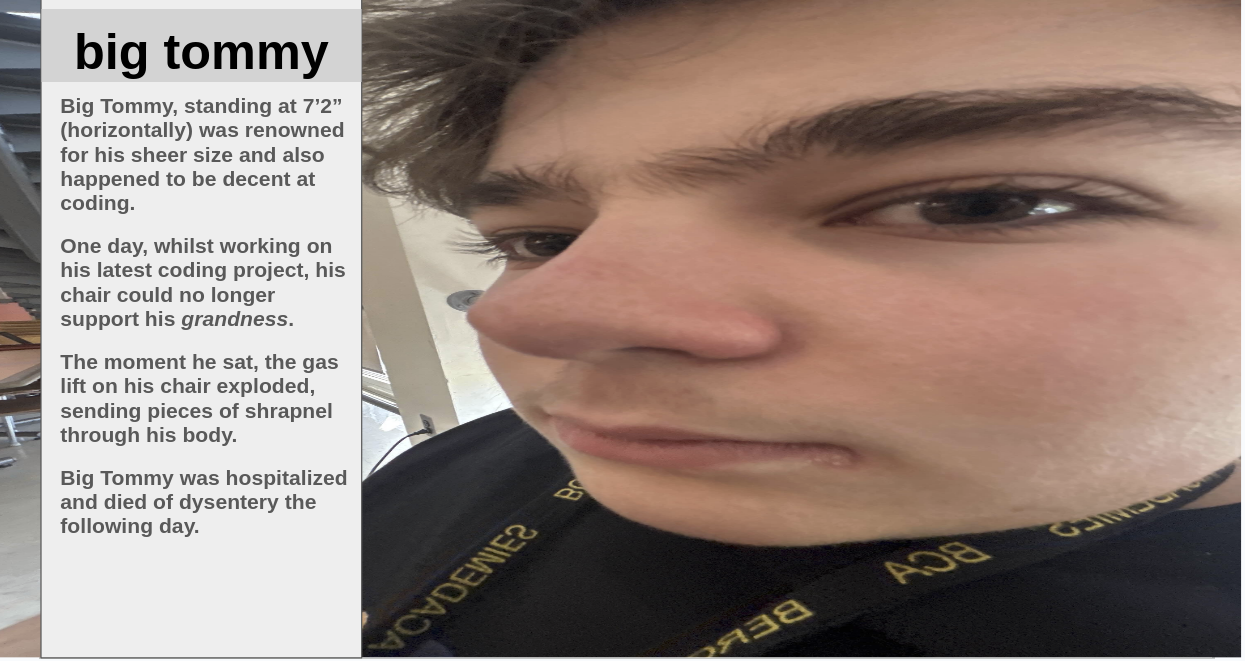 big tommy
Big Tommy, standing at 7’2”
(horizontally) was renowned
for his sheer size and also
happened to be decent at
coding.
One day, whilst working on
his latest coding project, his
chair could no longer
support his grandness.
The moment he sat, the gas
lift on his chair exploded,
sending pieces of shrapnel
through his body.
Big Tommy was hospitalized
and died of dysentery the
following day.
BC
ACADEMIES
BERG
BCA
ACADEMIES